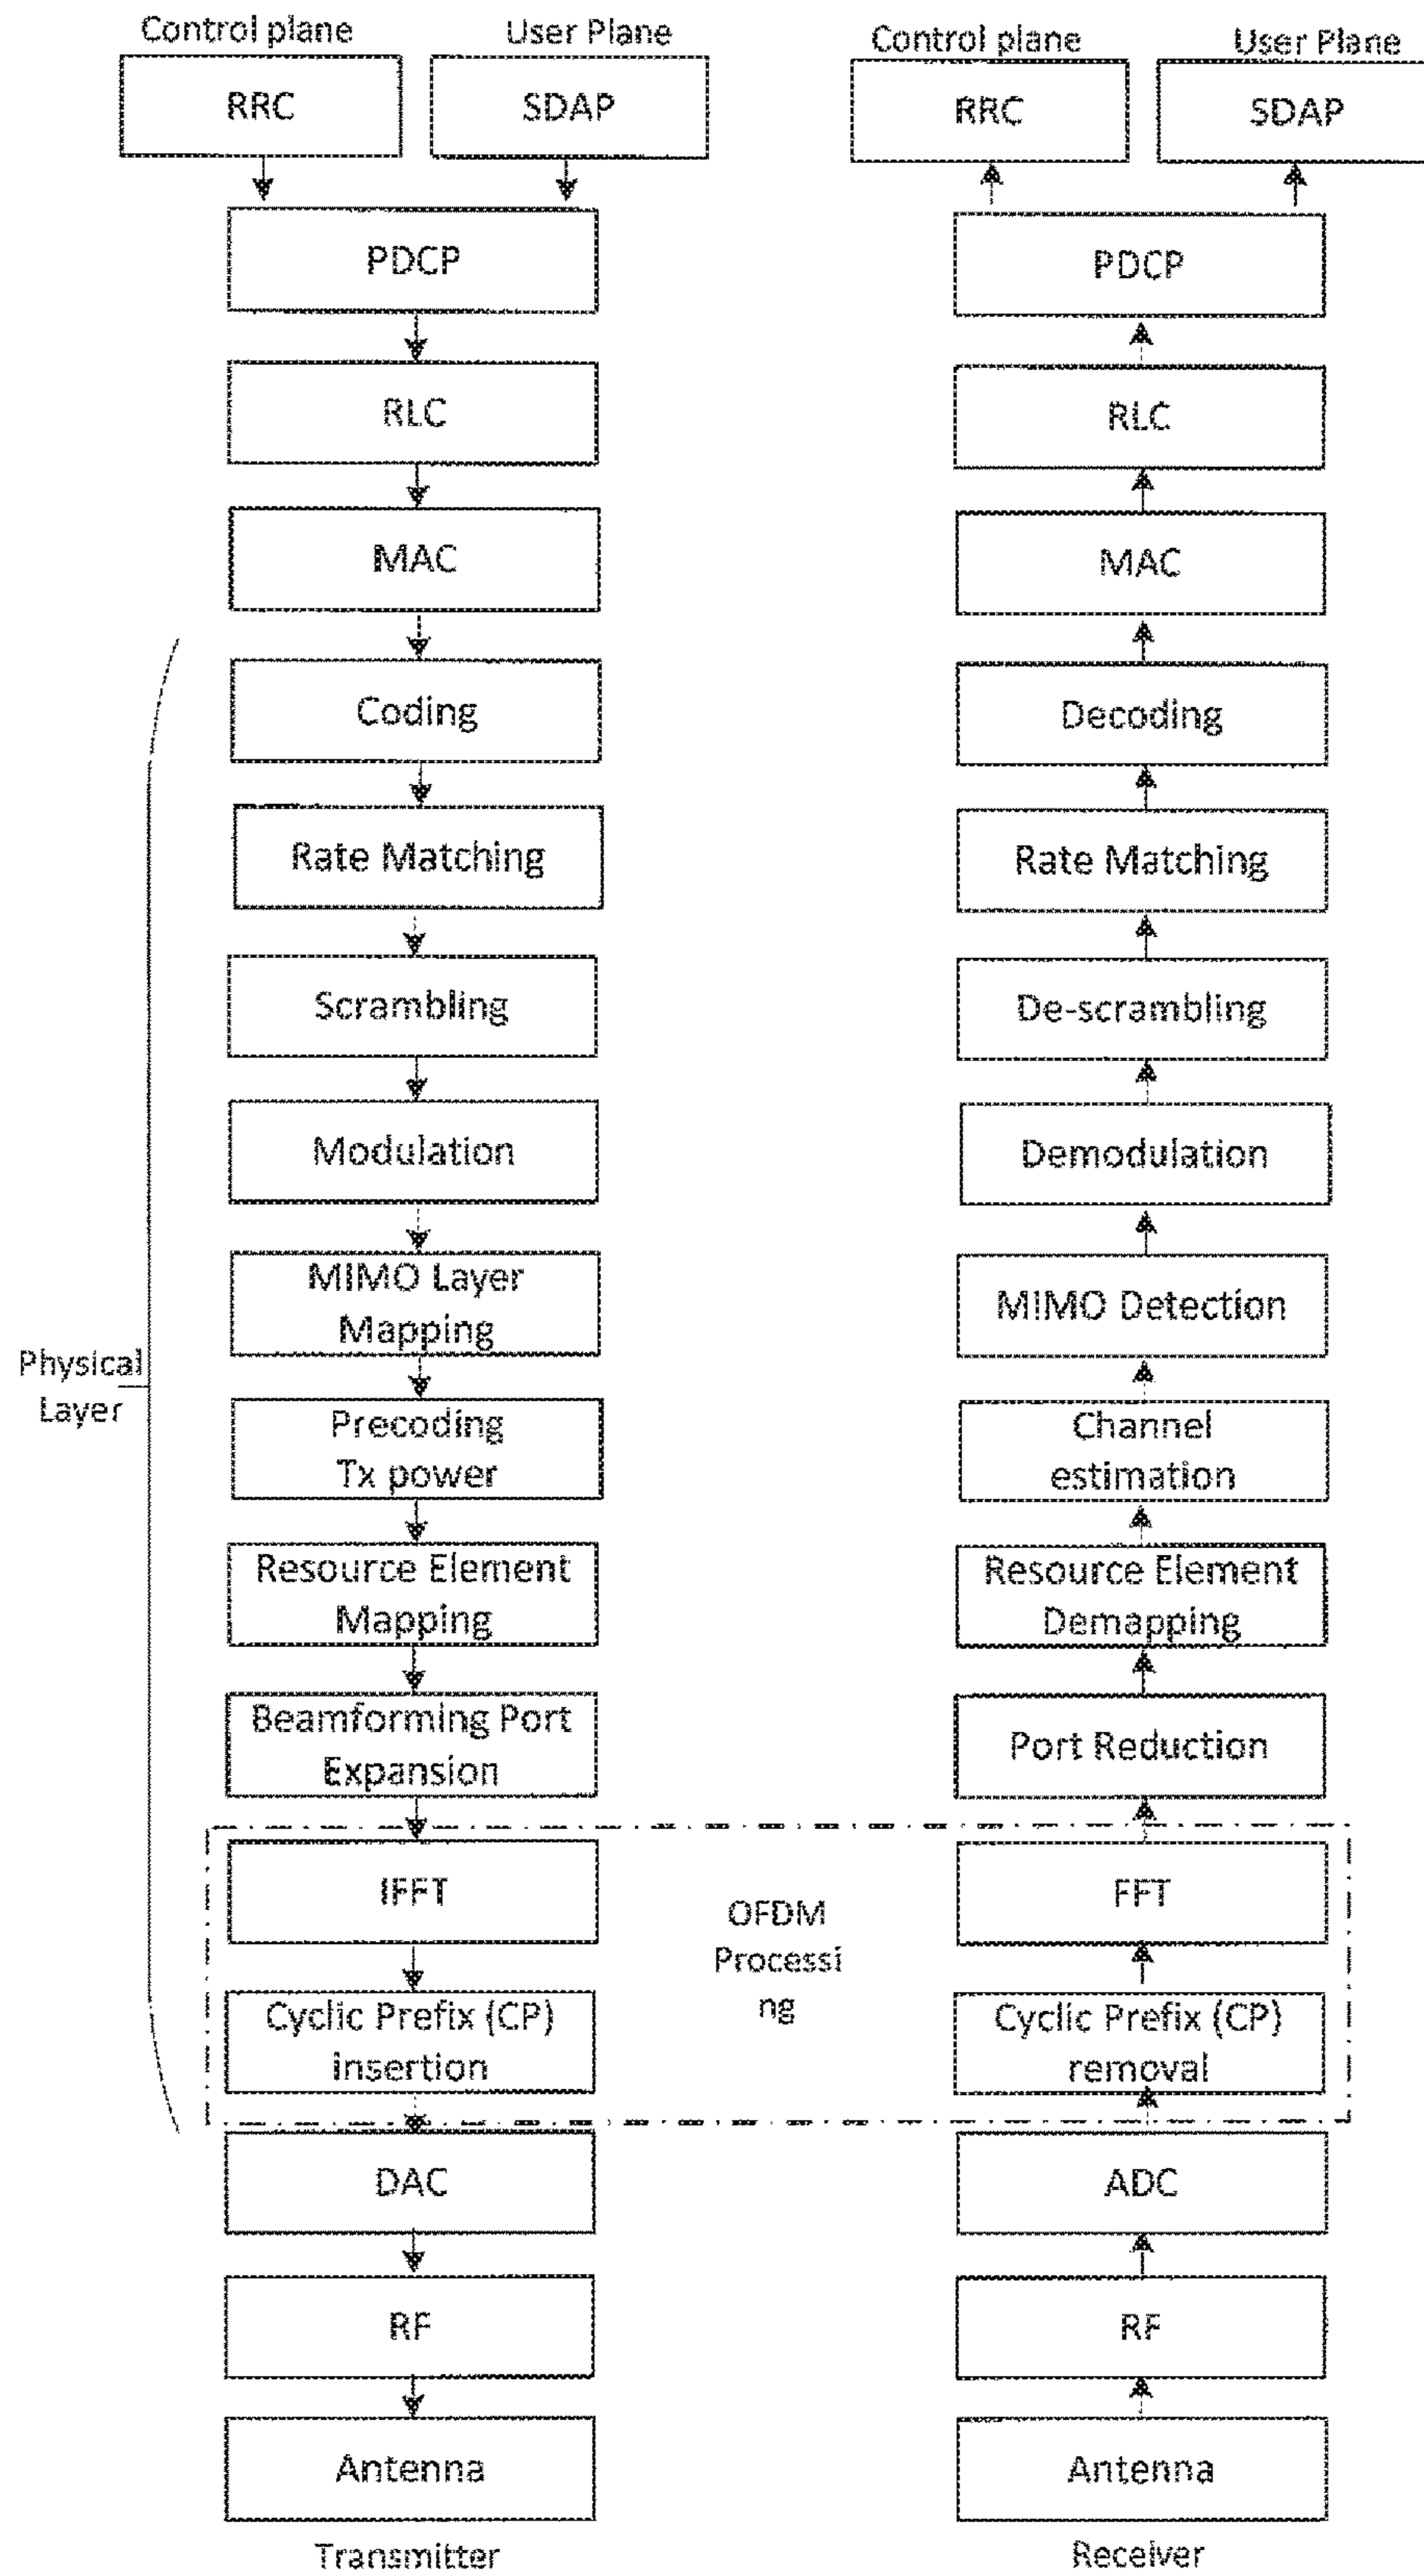 Control plane
User Plane
RRC
SDAP
PDCP
RLC
MAC
Coding
Rate Matching
Scrambling
Modulation
MIMO Layer
Mapping
Precoding
Tx power
Resource Element
Mapping
Beamforming Port
Expansion
IFFT
Cyclic Prefix (CP)
insertion
DAC
RF
Antenna
Transmitter
Physical
Layer
OFDM
Processi
ng
Control plane
User Plane
RRC
SDAP
PDCP
RLC
MAC
Decoding
Rate Matching
De-scrambling
Demodulation
MIMO Detection
Channel
estimation
Resource Element
Demapping
Port Reduction
FFT
Cyclic Prefix (CP)
removal
ADC
RF
Antenna
Receiver